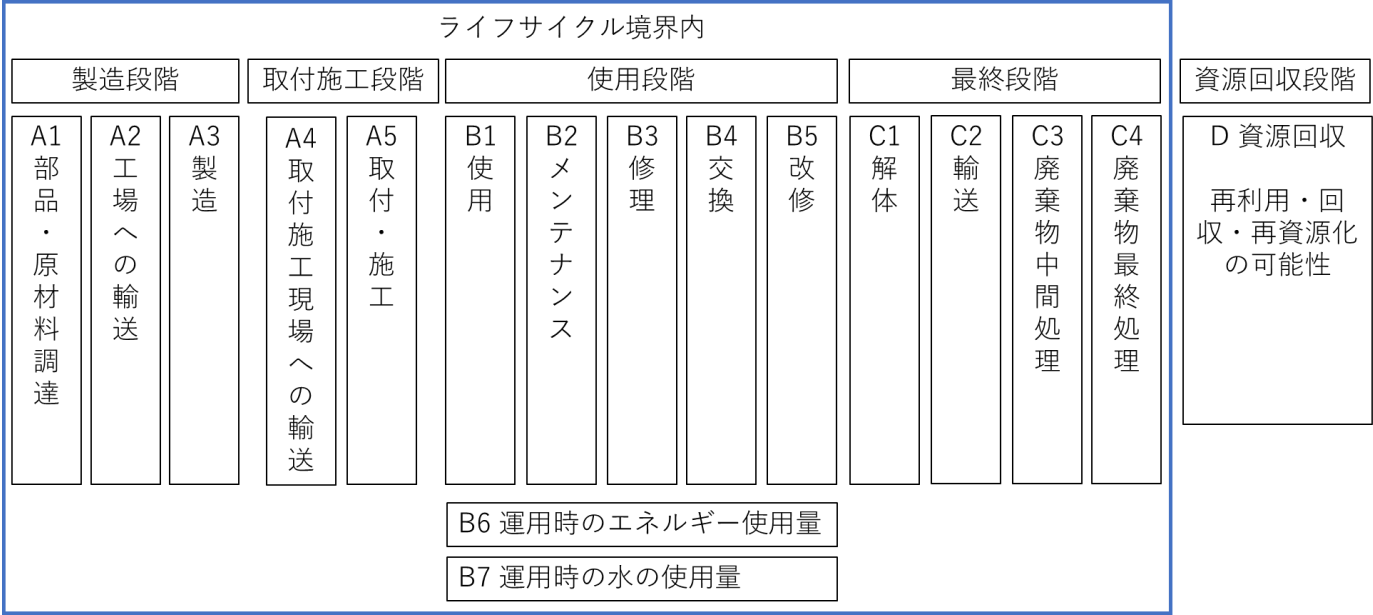 ライフサイクル境界内
製造段階
取付施工段階
使用段階
最終段階
資源回収段階
A1 部品・原材料調達
A2 工場への輸送
A3 製造
A4 取付施工現場への輸送
A5 取付・施工
B1 使用
B2 メンテナンス
B3 修理
B4 交換
B5 改修
C1 解体
C2 輸送
C3 廃棄物中間処理
C4 廃棄物最終処理
D 資源回収
再利用・回
収・再資源化
の可能性
B6 運用時のエネルギー使用量
B7 運用時の水の使用量